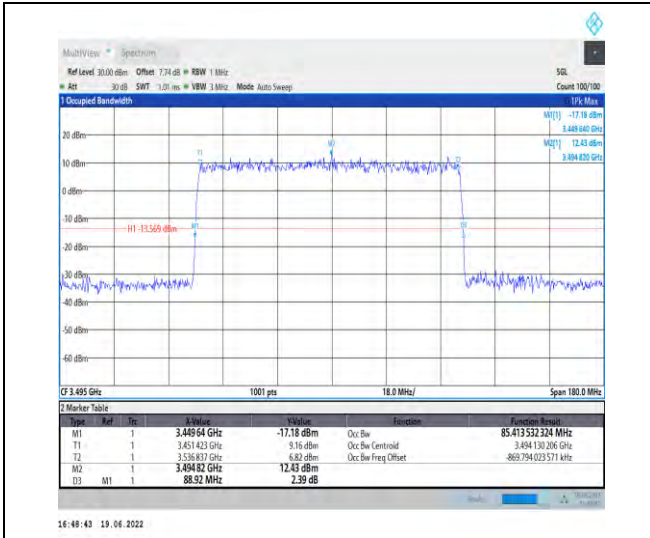 MultiView Spectrum
Ref Level 30.00 dBm Offset 7.74 dB RBW 1 MHz SGL
Att 30 dB SWT 1.01 ms VBW 3 MHz Mode Auto Sweep Count 100/100
1 Occupied Bandwidth 1Pk Max
M1[1] -17.18 dBm
3.449 640 GHz
M2[1] 12.43 dBm
3.494 820 GHz
20 dBm
T1 M2 T2
10 dBm
0 dBm
-10 dBm
H1 -13.569 dBm M1 D3
-20 dBm
-30 dBm
-40 dBm
-50 dBm
-60 dBm
CF 3.495 GHz 1001 pts 18.0 MHz/ Span 180.0 MHz
2 Marker Table
Type Ref Trc X-Value Y-Value Function Function Result
M1 1 3.449 64 GHz -17.18 dBm Occ Bw 85.413 532 324 MHz
T1 1 3.451 423 GHz 9.16 dBm Occ Bw Centroid 3.494 130 206 GHz
T2 1 3.536 837 GHz 6.82 dBm Occ Bw Freq Offset -869.794 023 571 kHz
M2 1 3.494 82 GHz 12.43 dBm
D3 M1 1 88.92 MHz 2.39 dB
16:48:43 19.06.2022